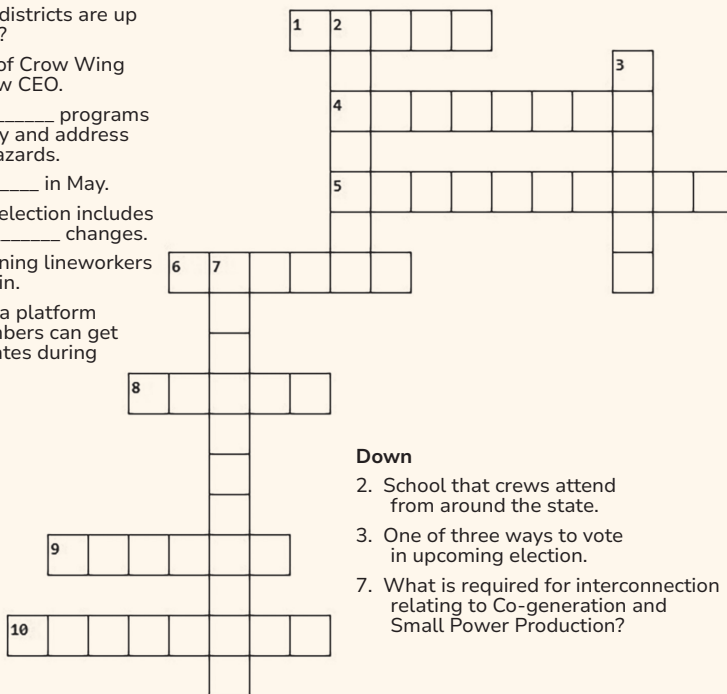 districts are up
?
of Crow Wing
w CEO.
______ programs
y and address
azards.
____ in May.
election includes
______ changes.
ning lineworkers
in.
a platform
nbers can get
ates during
1 2
3
4
5
6 7
8
9
10
Down
2. School that crews attend
from around the state.
3. One of three ways to vote
in upcoming election.
7. What is required for interconnection
relating to Co-generation and
Small Power Production?